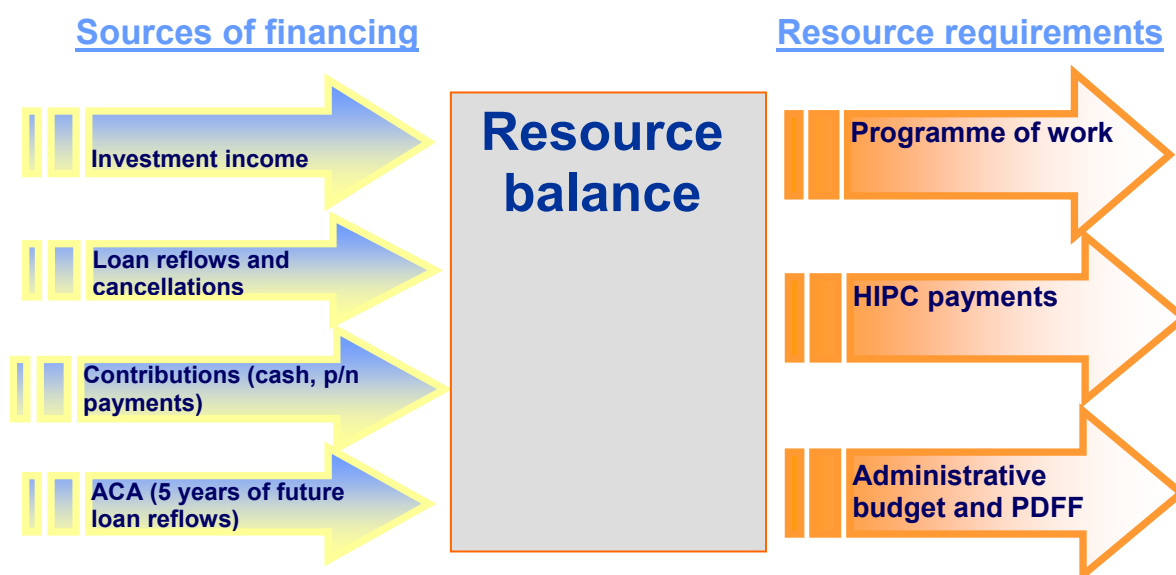 Sources of financing
Investment income
Loan reflows and
cancellations
Contributions (cash, p/n
payments)
ACA (5 years of future
loan reflows)
Resource
balance
Resource requirements
Programme of work
HIPC payments
Administrative
budget and PDFF